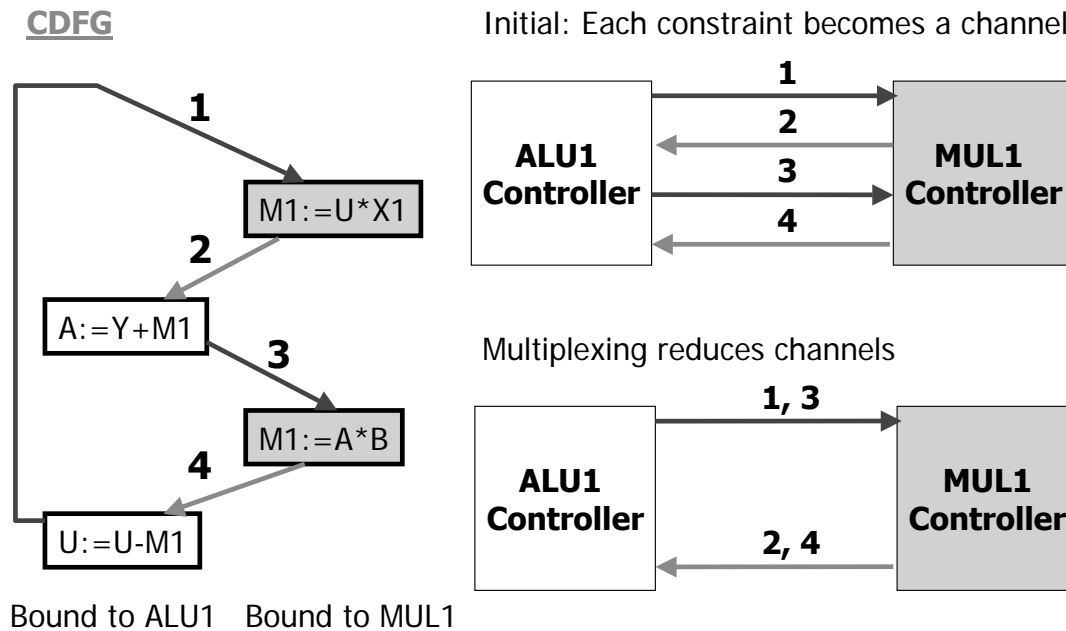 CDFG
1
M1:=U*X1
2
A:=Y+M1
3
M1:=A*B
4
U:=U-M1
Bound to ALU1 Bound to MUL1
Initial: Each constraint becomes a channel
1
2
3
4
ALU1
Controller
MUL1
Controller
Multiplexing reduces channels
1, 3
ALU1
Controller
MUL1
Controller
2, 4